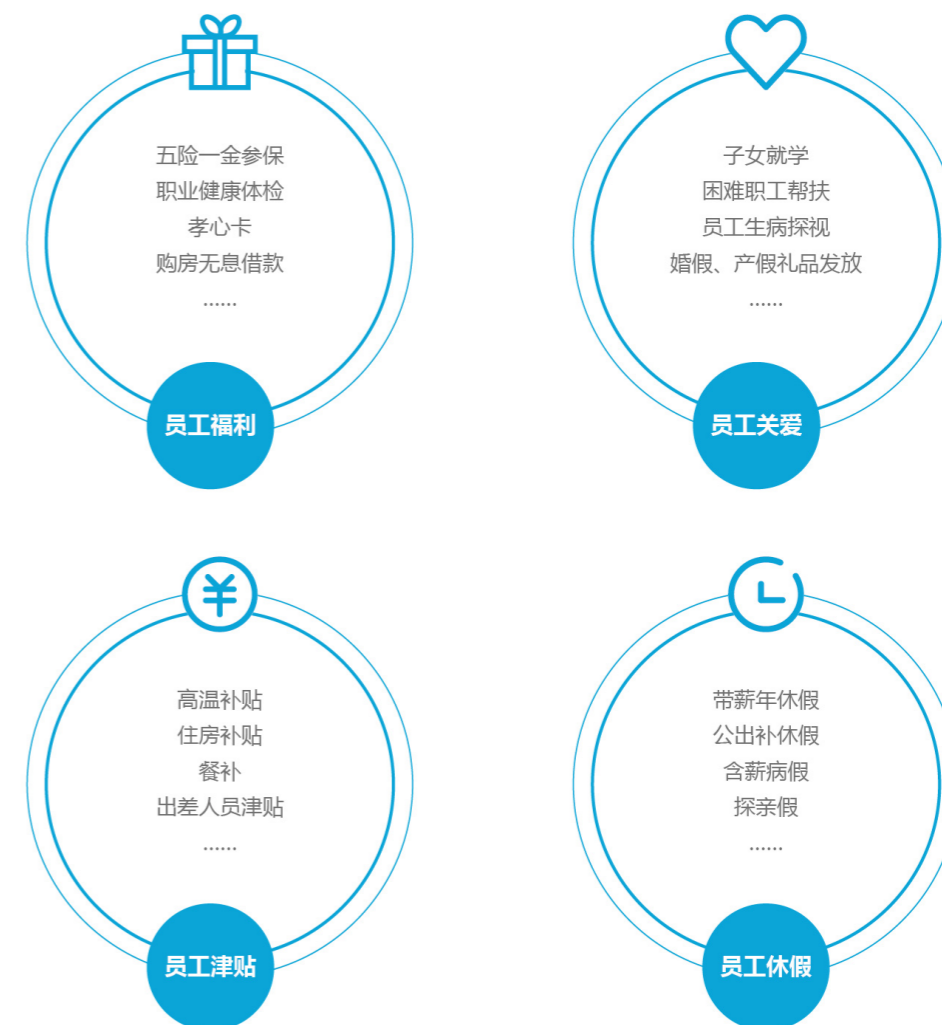 五险一金参保
职业健康体检
孝心卡
购房无息借款
......
员工福利
子女就学
困难职工帮扶
员工生病探视
婚假、产假礼品发放
......
员工关爱
¥
高温补贴
住房补贴
餐补
出差人员津贴
......
员工津贴
带薪年休假
公出补休假
含薪病假
探亲假
......
员工休假